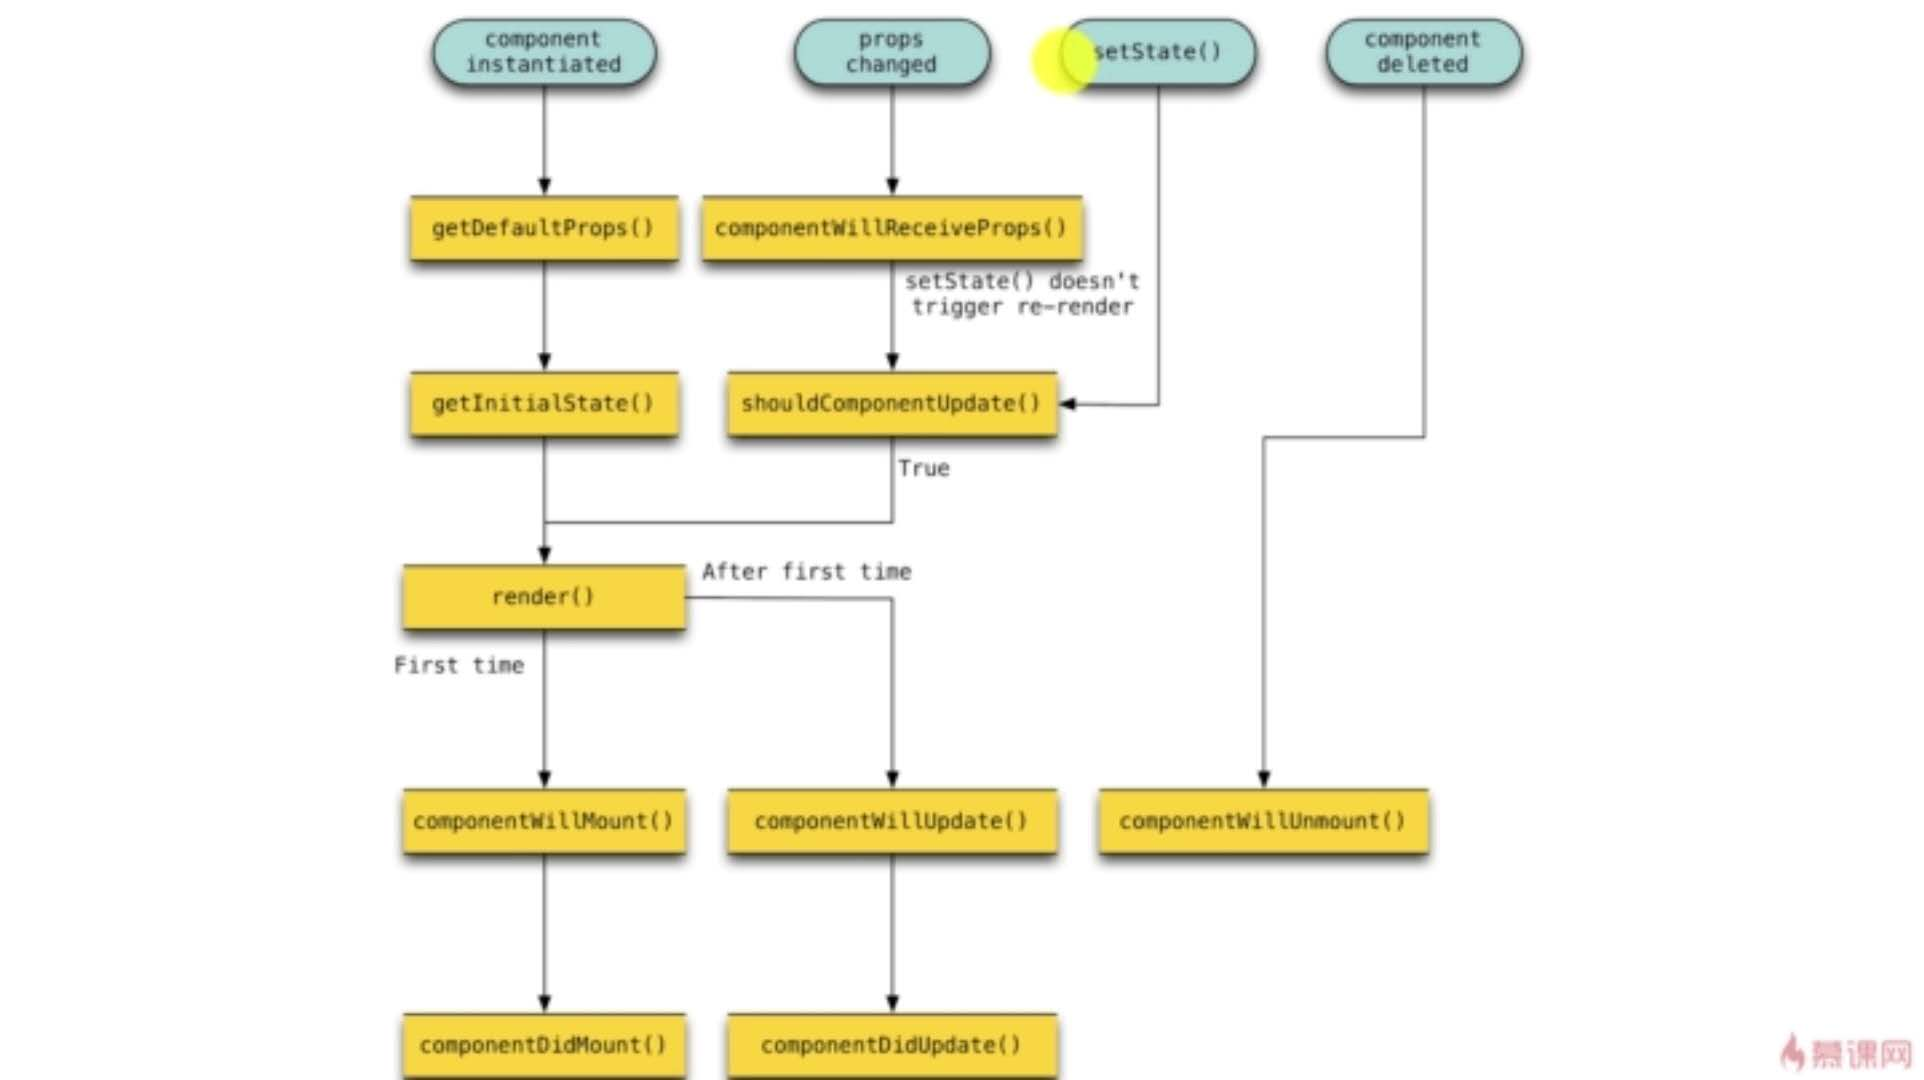 component
instantiated
props
changed
setState()
component
deleted
getDefaultProps()
componentWillReceiveProps()
setState() doesn't
trigger re-render
getInitialState()
shouldComponentUpdate()
True
After first time
render()
First time
componentWillMount()
componentWillUpdate()
componentWillUnmount()
componentDidMount()
componentDidUpdate()
慕课网